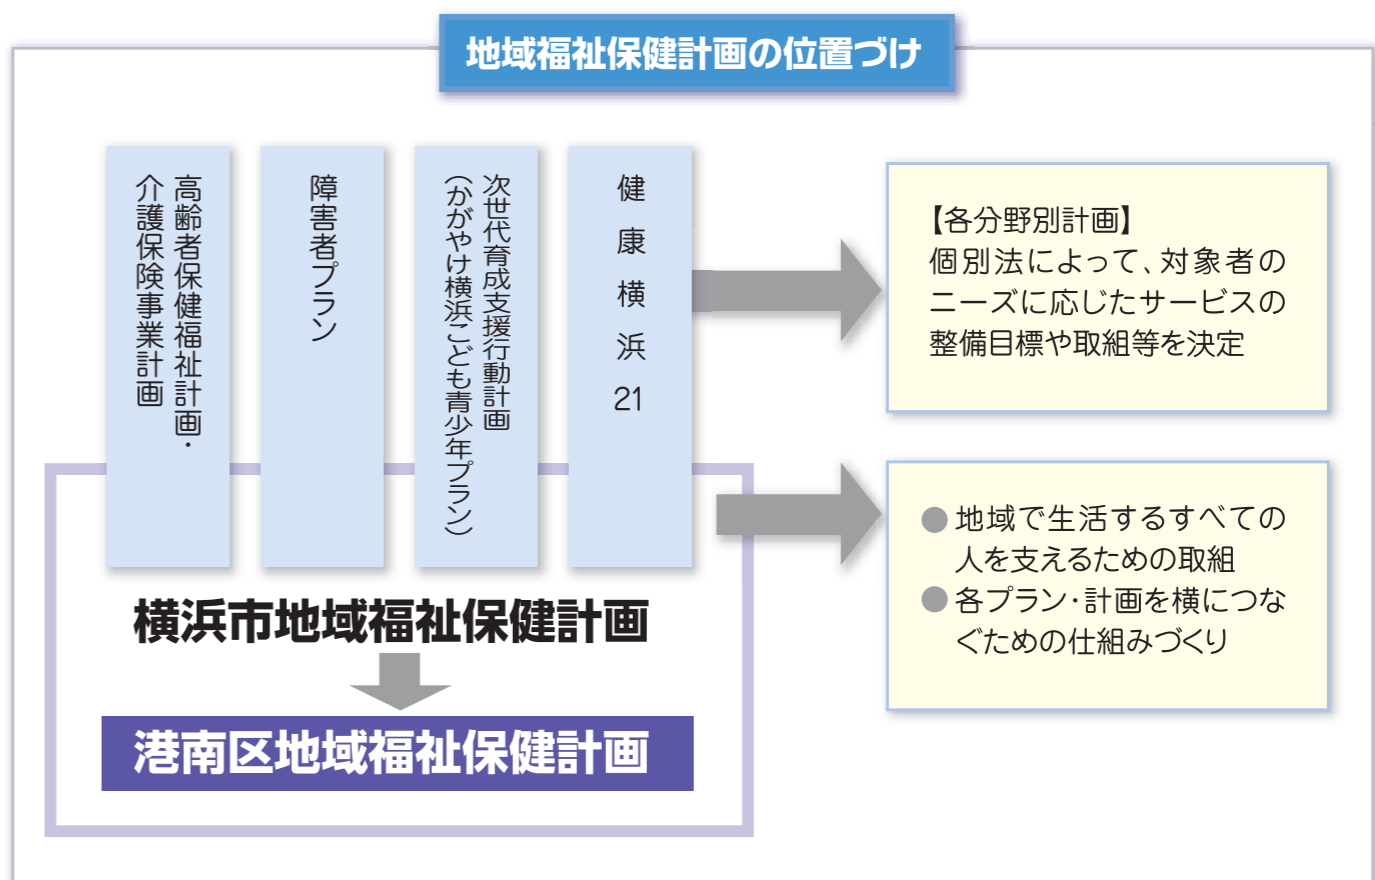 地域福祉保健計画の位置づけ
高齢者保健福祉計画・
介護保険事業計画
障害者プラン
次世代育成支援行動計画
(かがやけ横浜こども青少年プラン)
健康横浜21
【各分野別計画】
個別法によって、対象者の
ニーズに応じたサービスの
整備目標や取組等を決定
●地域で生活するすべての
人を支えるための取組
●各プラン・計画を横につな
ぐための仕組みづくり
横浜市地域福祉保健計画
港南区地域福祉保健計画